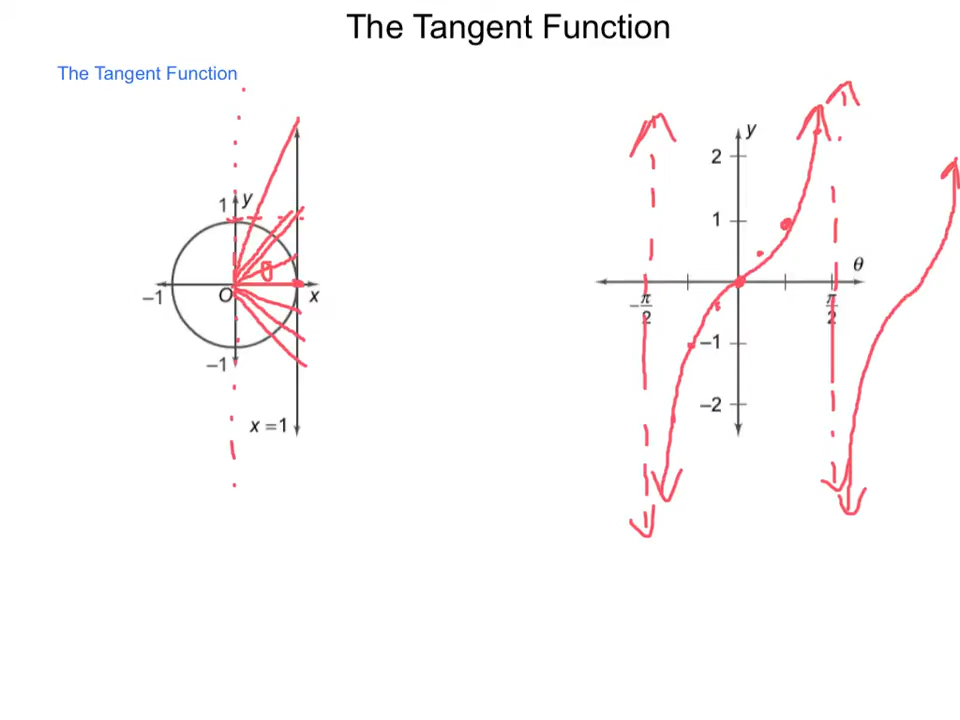 The Tangent Function
The Tangent Function
1 y
θ
−1 O x
−1
x = 1
y
2
1
θ
−π/2 π/2
−1
−2